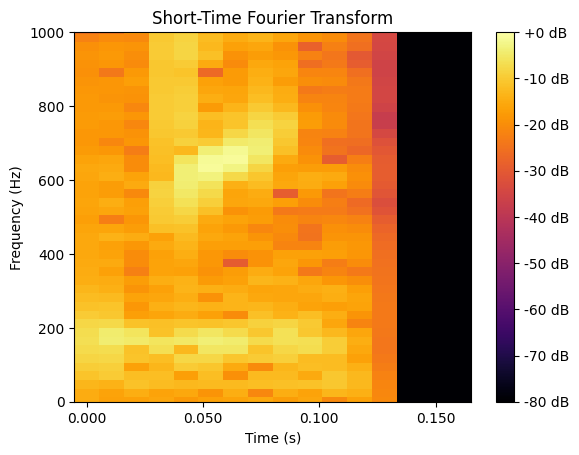 Short-Time Fourier Transform
1000
800
600
400
200
0
Frequency (Hz)
0.000
0.050
0.100
0.150
Time (s)
+0 dB
-10 dB
-20 dB
-30 dB
-40 dB
-50 dB
-60 dB
-70 dB
-80 dB